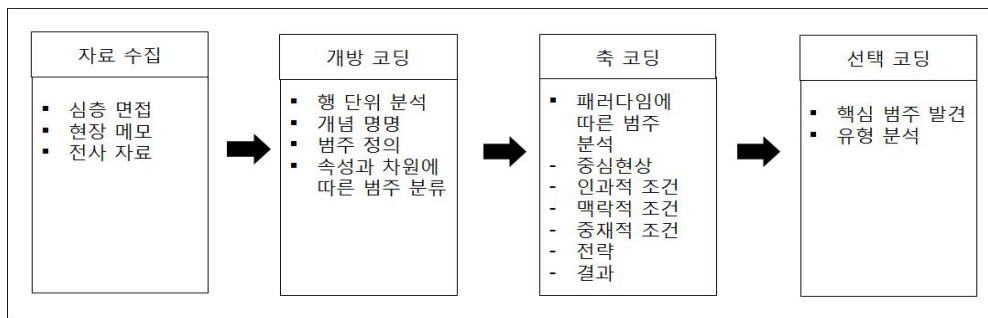 자료 수집
▪ 심층 면접
▪ 현장 메모
▪ 전사 자료
개방 코딩
▪ 행 단위 분석
▪ 개념 명명
▪ 범주 정의
▪ 속성과 차원에
따른 범주 분류
축 코딩
▪ 패러다임에
따른 범주
분석
- 중심현상
- 인과적 조건
- 맥락적 조건
- 중재적 조건
- 전략
- 결과
선택 코딩
▪ 핵심 범주 발견
▪ 유형 분석